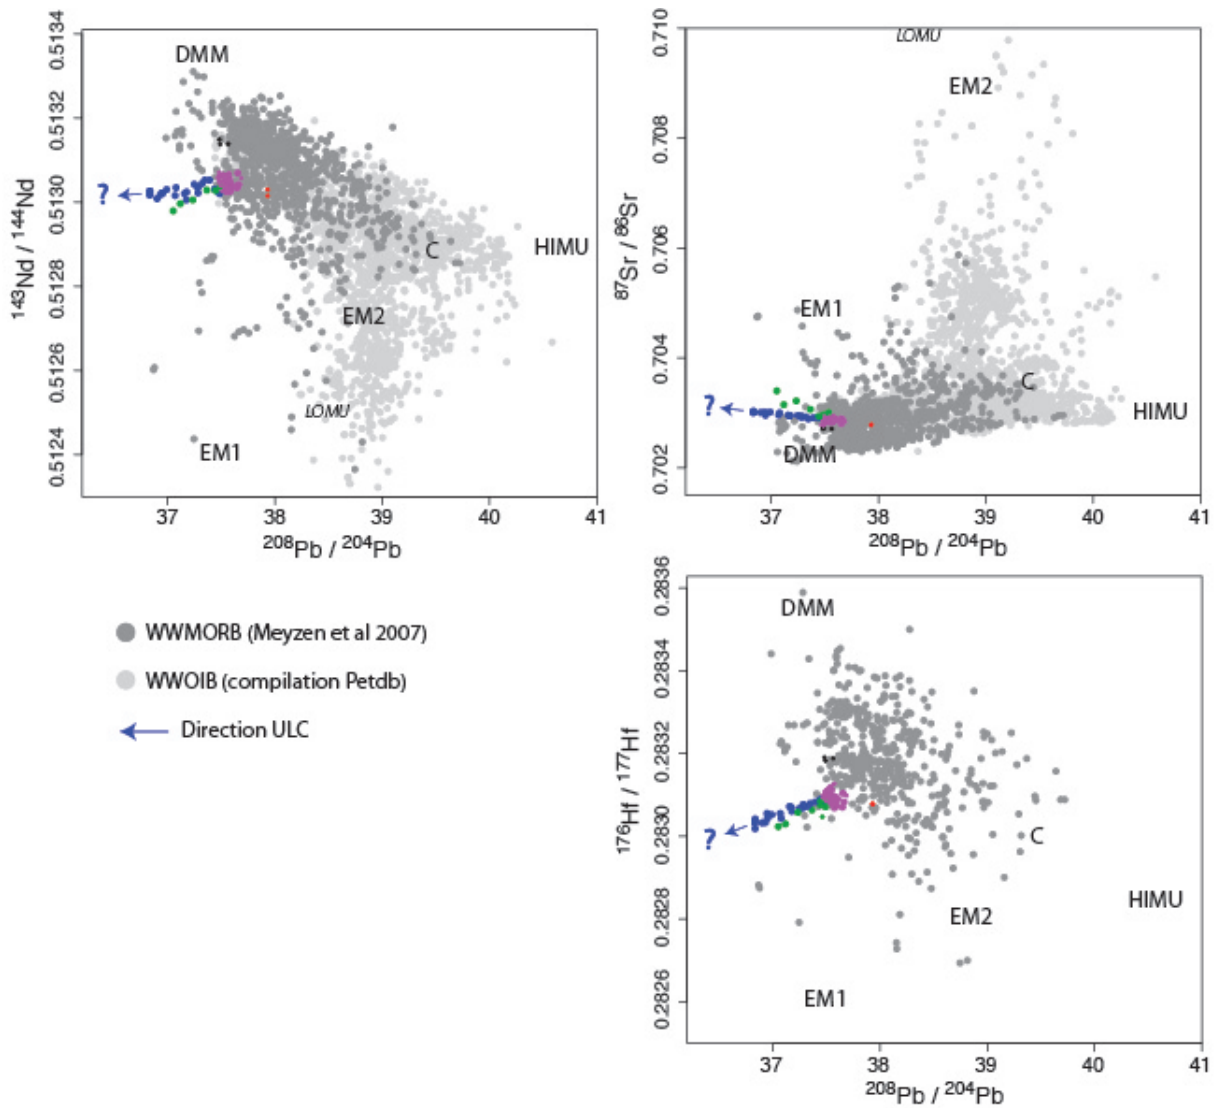 0.5134
0.5132
0.5130
0.5128
0.5126
0.5124
143Nd / 144Nd
DMM
?
C
HIMU
EM2
LOMU
EM1
37 38 39 40 41
208Pb / 204Pb
0.710
0.708
0.706
0.704
0.702
87Sr / 86Sr
LOMU
EM2
EM1
C
?
HIMU
DMM
37 38 39 40 41
208Pb / 204Pb
WWMORB (Meyzen et al 2007)
WWOIB (compilation Petdb)
Direction ULC
0.2836
0.2834
0.2832
0.2830
0.2828
0.2826
176Hf / 177Hf
DMM
?
C
HIMU
EM2
EM1
37 38 39 40 41
208Pb / 204Pb